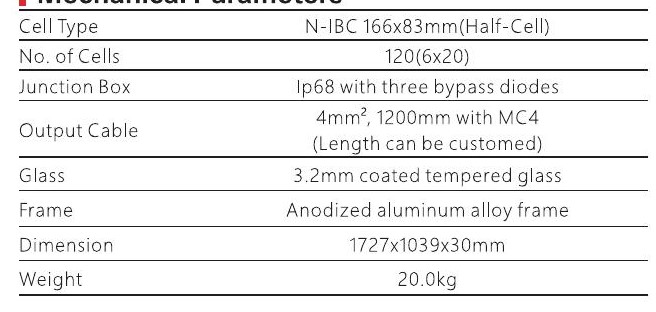 Mechanical Parameters
Cell Type N-IBC 166x83mm(Half-Cell)
No. of Cells 120(6x20)
Junction Box Ip68 with three bypass diodes
Output Cable 4mm², 1200mm with MC4
(Length can be customed)
Glass 3.2mm coated tempered glass
Frame Anodized aluminum alloy frame
Dimension 1727x1039x30mm
Weight 20.0kg